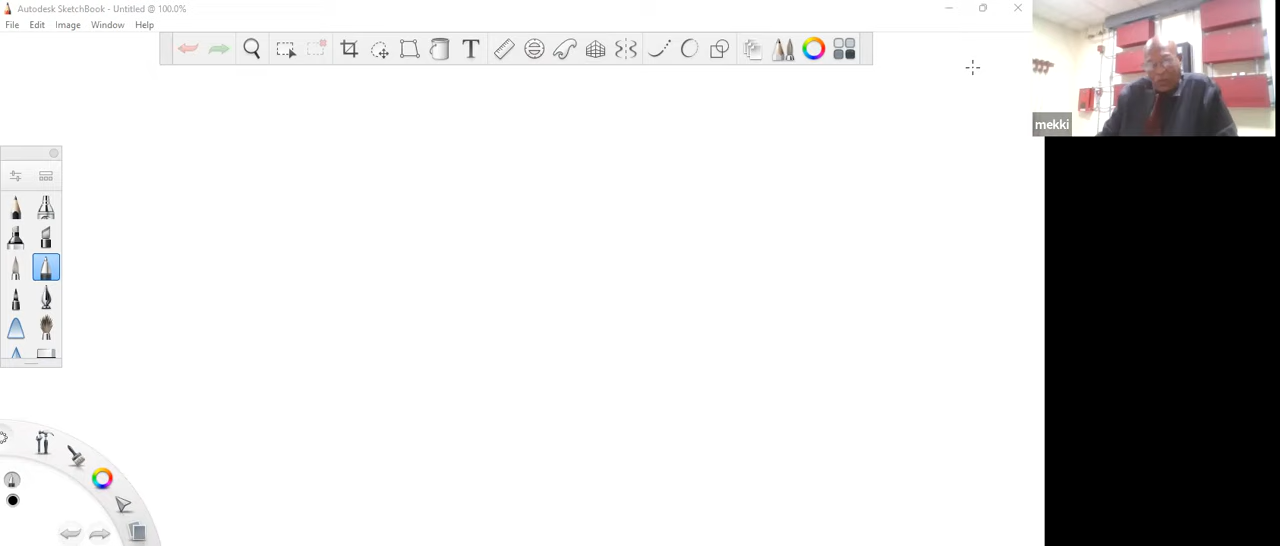 Autodesk SketchBook - Untitled @ 100.0%
File Edit Image Window Help
T
mekki